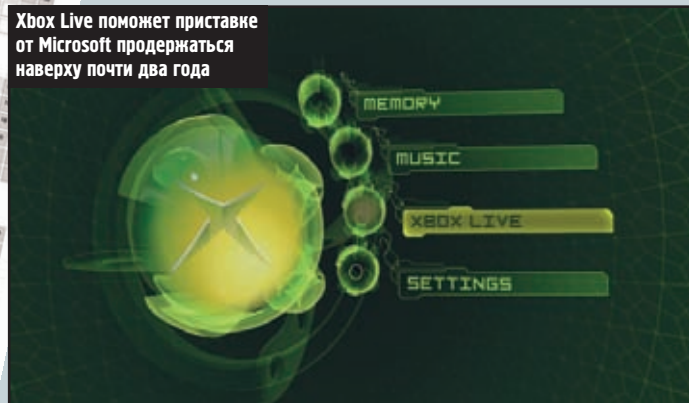 Xbox Live поможет приставке
от Microsoft продержаться
наверху почти два года
MEMORY
MUSIC
XBOX LIVE
SETTINGS